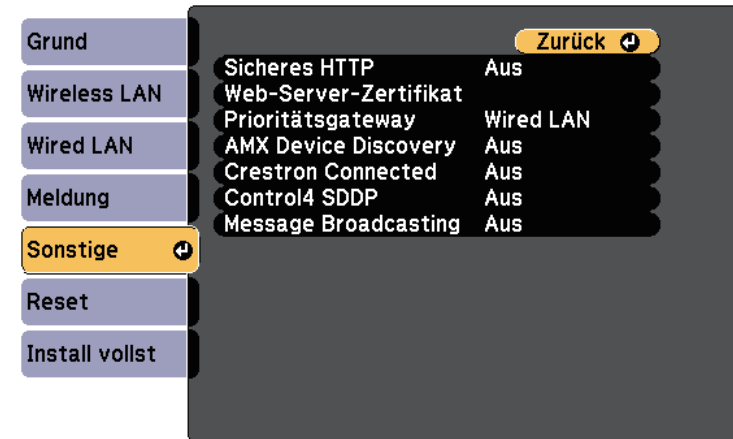 Grund
Wireless LAN
Wired LAN
Meldung
Sonstige
Reset
Install vollst
Zurück
Sicheres HTTP Aus
Web-Server-Zertifikat
Prioritätsgateway Wired LAN
AMX Device Discovery Aus
Crestron Connected Aus
Control4 SDDP Aus
Message Broadcasting Aus